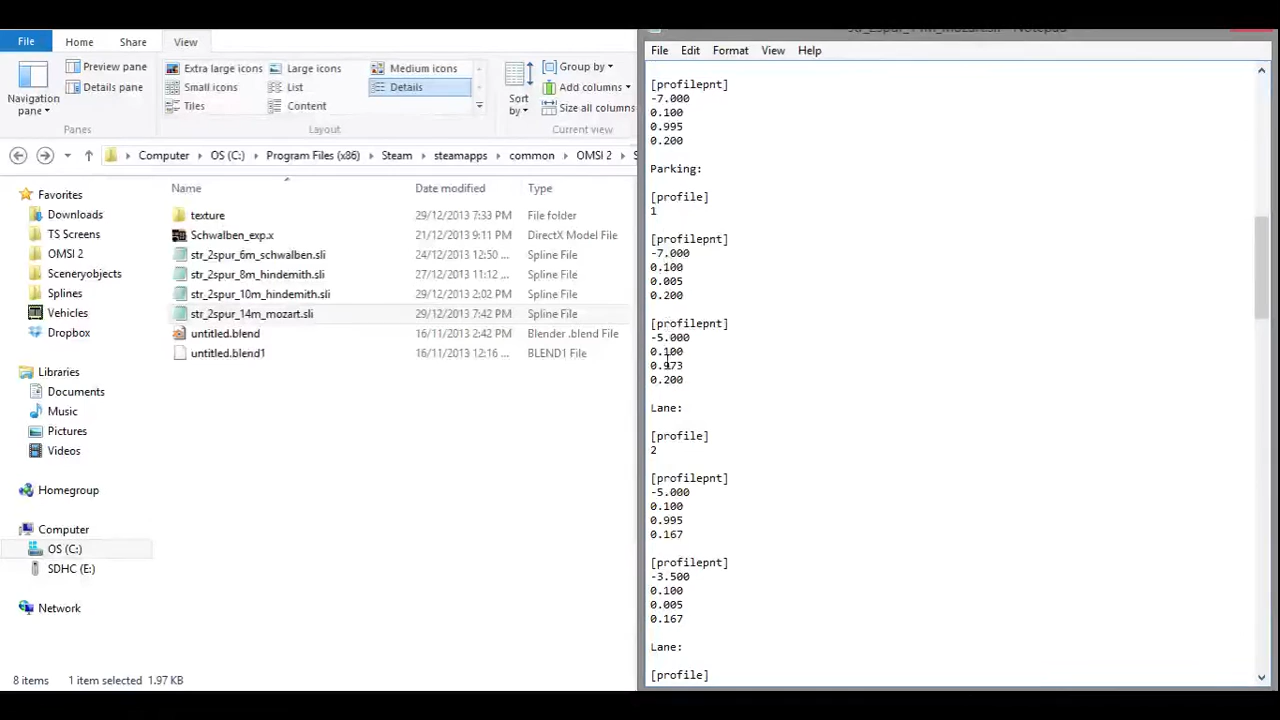 File Home Share View
Preview pane
Details pane
Navigation pane
Panes
Extra large icons Large icons Medium icons
Small icons List Details
Tiles Content
Layout
Sort by
Group by
Add columns
Size all columns
Current view
Computer OS (C:) Program Files (x86) Steam steamapps common OMSI 2 S
Name Date modified Type
texture 29/12/2013 7:33 PM File folder
Schwalben_exp.x 21/12/2013 9:11 PM DirectX Model File
str_2spur_6m_schwalben.sli 24/12/2013 12:50 ... Spline File
str_2spur_8m_hindemith.sli 27/12/2013 11:12 ... Spline File
str_2spur_10m_hindemith.sli 29/12/2013 2:02 PM Spline File
str_2spur_14m_mozart.sli 29/12/2013 7:42 PM Spline File
untitled.blend 16/11/2013 2:42 PM Blender .blend File
untitled.blend1 16/11/2013 12:16 ... BLEND1 File
Favorites
Downloads
TS Screens
OMSI 2
Sceneryobjects
Splines
Vehicles
Dropbox
Libraries
Documents
Music
Pictures
Videos
Homegroup
Computer
OS (C:)
SDHC (E:)
Network
8 items 1 item selected 1.97 KB
str_2spur_14m_mozart.sli - Notepad
File Edit Format View Help
[profilepnt]
-7.000
0.100
0.995
0.200
Parking:
[profile]
1
[profilepnt]
-7.000
0.100
0.005
0.200
[profilepnt]
-5.000
0.100
0.973
0.200
Lane:
[profile]
2
[profilepnt]
-5.000
0.100
0.995
0.167
[profilepnt]
-3.500
0.100
0.005
0.167
Lane:
[profile]